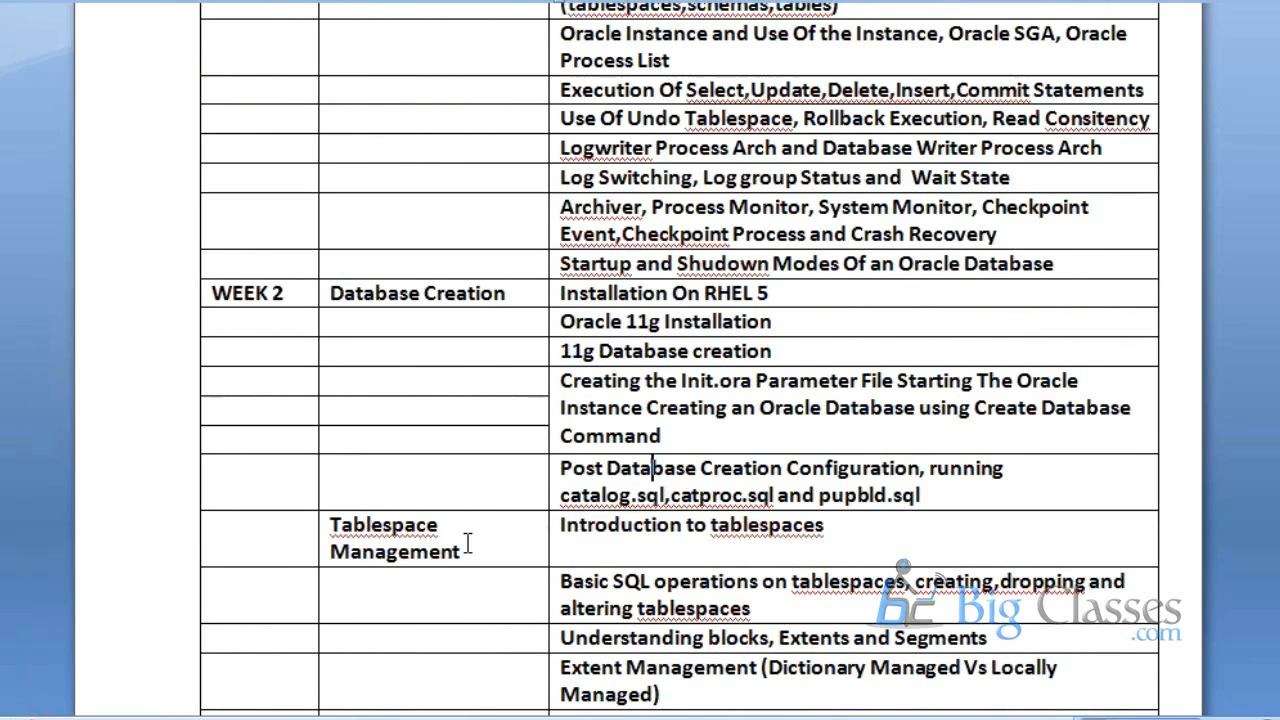 (tablespaces,schemas,tables)
Oracle Instance and Use Of the Instance, Oracle SGA, Oracle
Process List
Execution Of Select,Update,Delete,Insert,Commit Statements
Use Of Undo Tablespace, Rollback Execution, Read Consitency
Logwriter Process Arch and Database Writer Process Arch
Log Switching, Log group Status and  Wait State
Archiver, Process Monitor, System Monitor, Checkpoint
Event,Checkpoint Process and Crash Recovery
Startup and Shudown Modes Of an Oracle Database
WEEK 2 Database Creation Installation On RHEL 5
Oracle 11g Installation
11g Database creation
Creating the Init.ora Parameter File Starting The Oracle
Instance Creating an Oracle Database using Create Database
Command
Post Database Creation Configuration, running
catalog.sql,catproc.sql and pupbld.sql
Tablespace
Management
Introduction to tablespaces
Basic SQL operations on tablespaces, creating,dropping and
altering tablespaces
Understanding blocks, Extents and Segments
Extent Management (Dictionary Managed Vs Locally
Managed)
Big Classes
.com